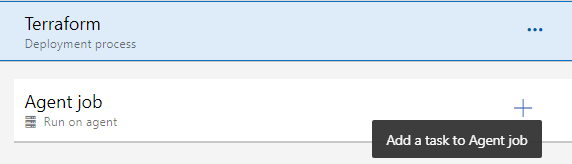 Terraform
Deployment process
Agent job
Run on agent
Add a task to Agent job